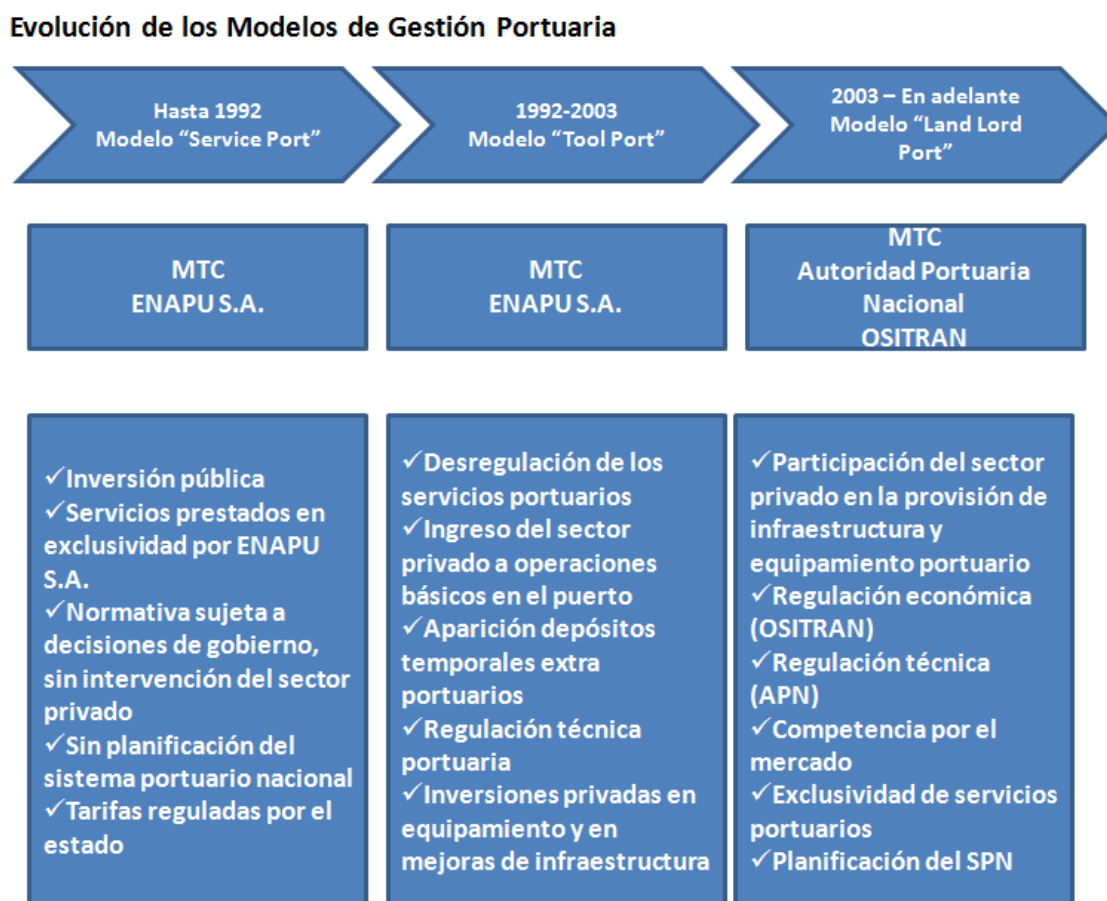 Evolución de los Modelos de Gestión Portuaria
Hasta 1992
Modelo “Service Port”
1992-2003
Modelo “Tool Port”
2003 – En adelante
Modelo “Land Lord
Port”
MTC
ENAPU S.A.
MTC
ENAPU S.A.
MTC
Autoridad Portuaria
Nacional
OSITRAN
✓Inversión pública
✓Servicios prestados en
exclusividad por ENAPU
S.A.
✓Normativa sujeta a
decisiones de gobierno,
sin intervención del sector
privado
✓Sin planificación del
sistema portuario nacional
✓Tarifas reguladas por el
estado
✓Desregulación de los
servicios portuarios
✓Ingreso del sector
privado a operaciones
básicos en el puerto
✓Aparición depósitos
temporales extra
portuarios
✓Regulación técnica
portuaria
✓Inversiones privadas en
equipamiento y en
mejoras de infraestructura
✓Participación del sector
privado en la provisión de
infraestructura y
equipamiento portuario
✓Regulación económica
(OSITRAN)
✓Regulación técnica
(APN)
✓Competencia por el
mercado
✓Exclusividad de servicios
portuarios
✓Planificación del SPN